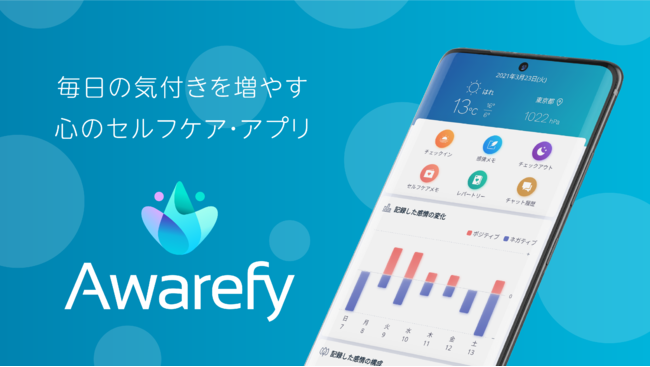 毎日の気付きを増やす
心のセルフケア・アプリ
Awarefy
2021年3月23日(火)
はれ
東京都
13℃
1022 hPa
チェックイン
感情メモ
チェックアウト
セルフケアメモ
レパートリー
チャット履歴
記録した感情の変化
ポジティブ
ネガティブ
0
日 月 火 水 木 金 土
7 8 9 10 11 12 13
記録した感情の構成